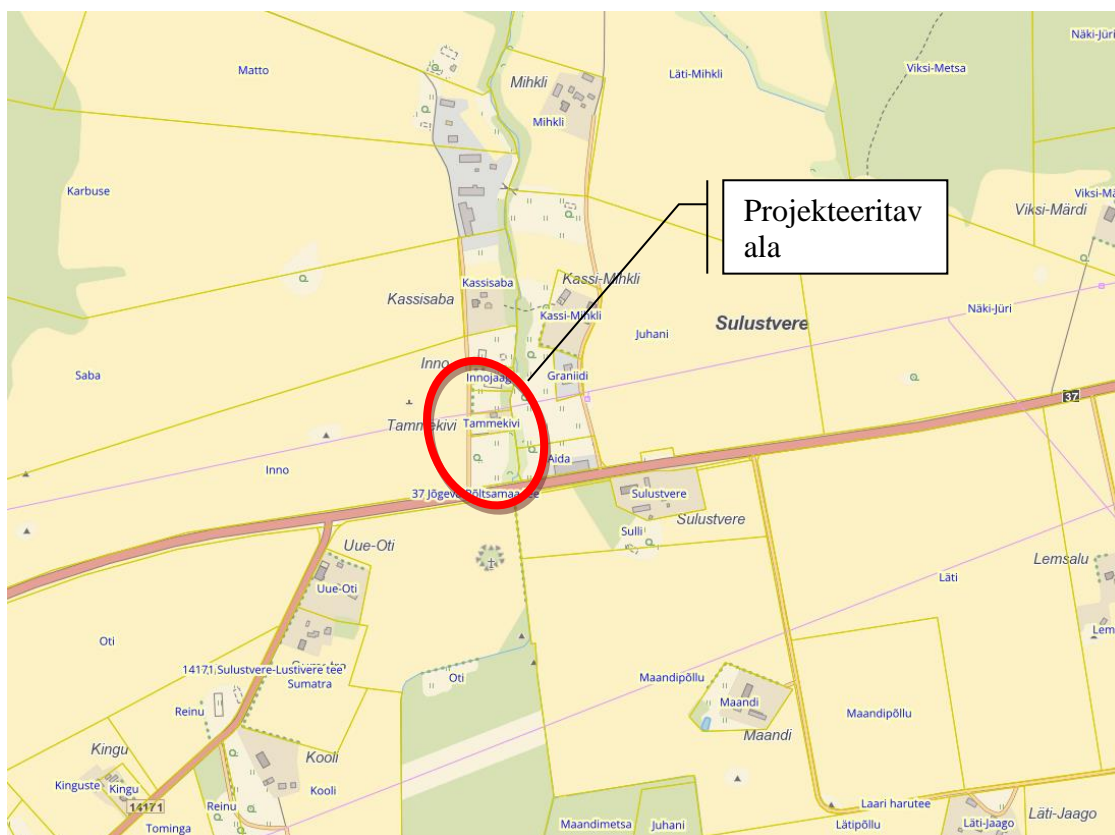 Matto
Mihkli
Läti-Mihkli
Viksi-Metsa
Näki-Jüri
Mihkli
Karbuse
Viksi-Mä
Viksi-Märdi
Projekteeritav
ala
Kassisaba
Kassisaba
Kassi-Mihkli
Kassi-Mihkli
Juhani
Sulustvere
Näki-Jüri
Saba
Inno
Innojaag
Graniidi
37
Tammekivi
Tammekivi
Inno
Aida
37 Jõgeva-Põltsamaa tee
Sulustvere
Sulustvere
Sulli
Uue-Oti
Uue-Oti
Lemsalu
Läti
Lem
Oti
14171 Sulustvere-Lustivere tee
Sumatra
Oti
Maandipõllu
Reinu
Maandi
Maandipõllu
Maandi
Kingu
Kooli
Kinguste
Kingu
Kooli
14171
Reinu
Laari harutee
Tominga
Maandimetsa
Juhani
Lätipõllu
Läti-Jaago
Läti-Jaago